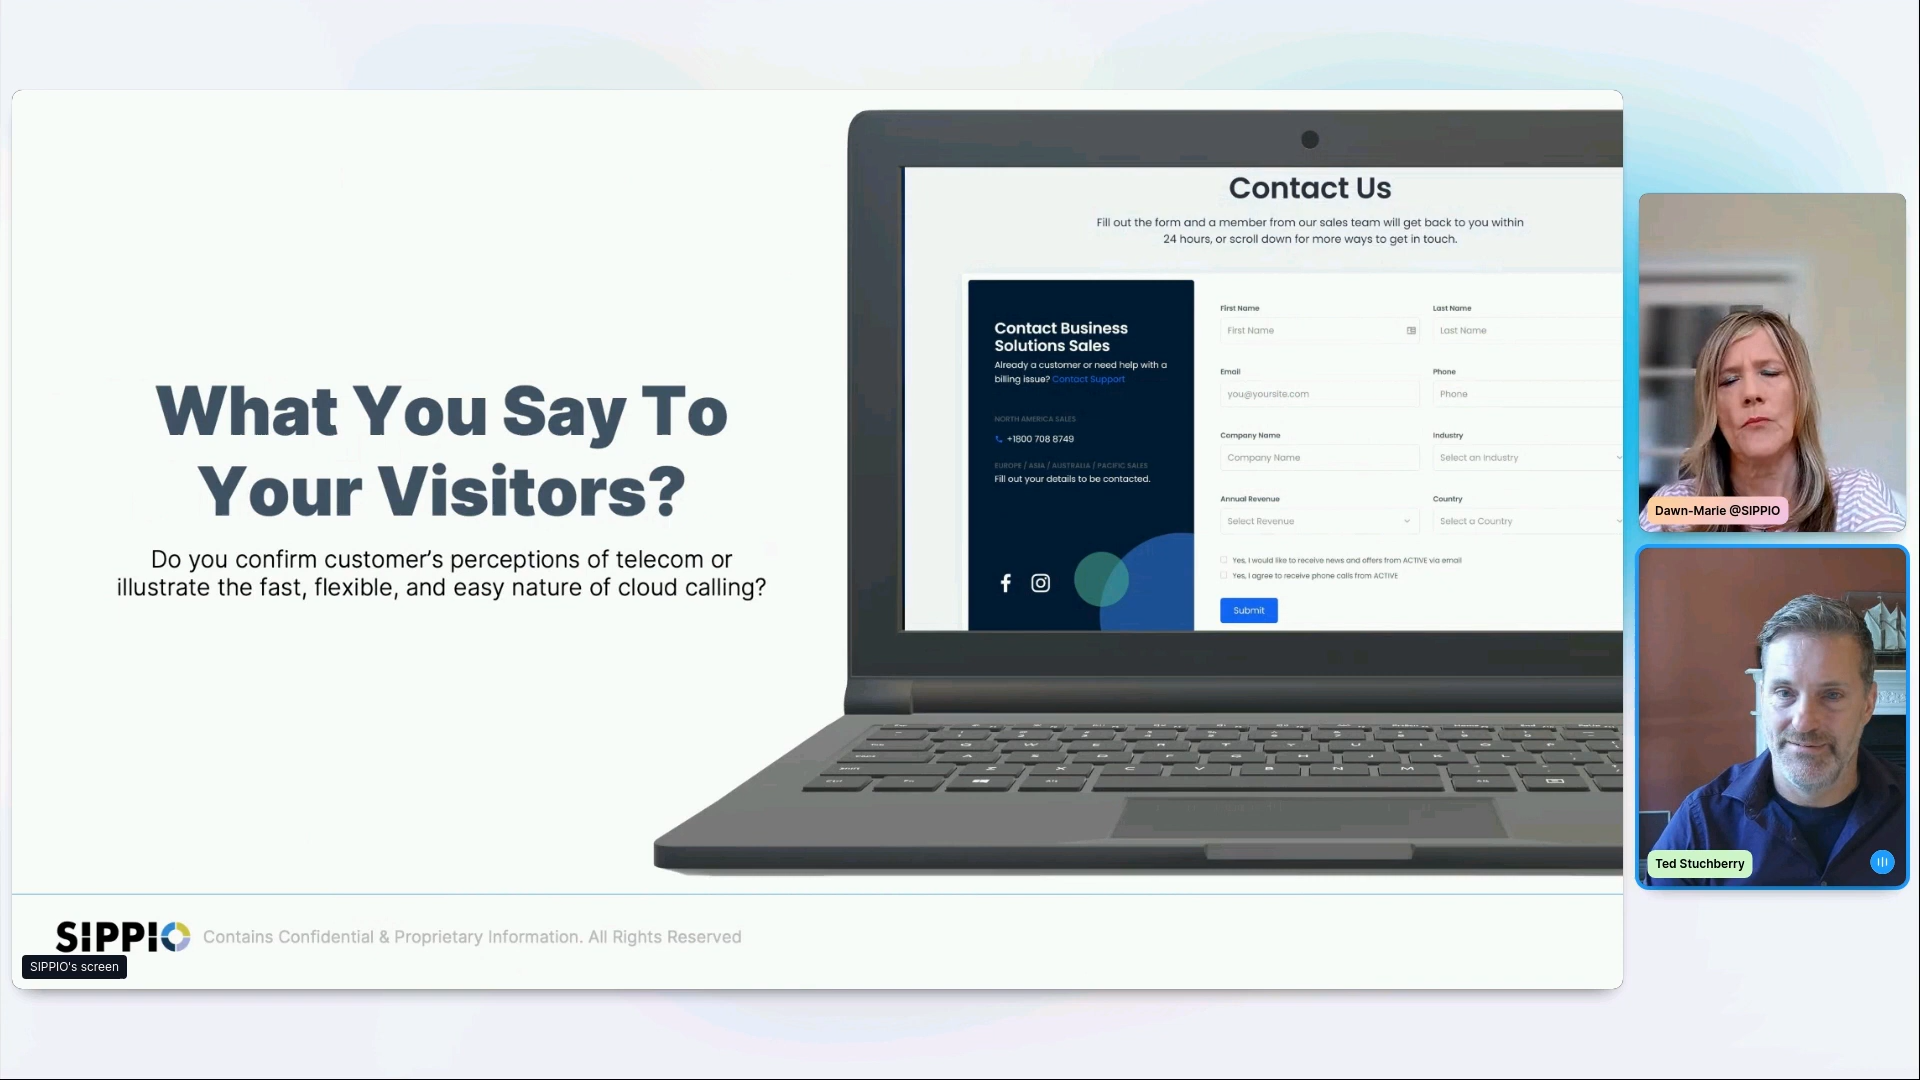 What You Say To
Your Visitors?
Do you confirm customer's perceptions of telecom or
illustrate the fast, flexible, and easy nature of cloud calling?
Contact Us
Fill out the form and a member from our sales team will get back to you within
24 hours, or scroll down for more ways to get in touch.
Contact Business
Solutions Sales
Already a customer or need help with a
billing issue? Contact Support
NORTH AMERICA SALES
+1800 708 8749
EUROPE / ASIA / AUSTRALIA / PACIFIC SALES
Fill out your details to be contacted.
First Name
Last Name
First Name
Last Name
Email
Phone
you@yoursite.com
Phone
Company Name
Industry
Company Name
Select an Industry
Annual Revenue
Country
Select Revenue
Select a Country
Yes, I would like to receive news and offers from ACTIVE via email
Yes, I agree to receive phone calls from ACTIVE
Submit
SIPPIO
Contains Confidential & Proprietary Information. All Rights Reserved
SIPPIO's screen
Dawn-Marie @SIPPIO
Ted Stuchberry